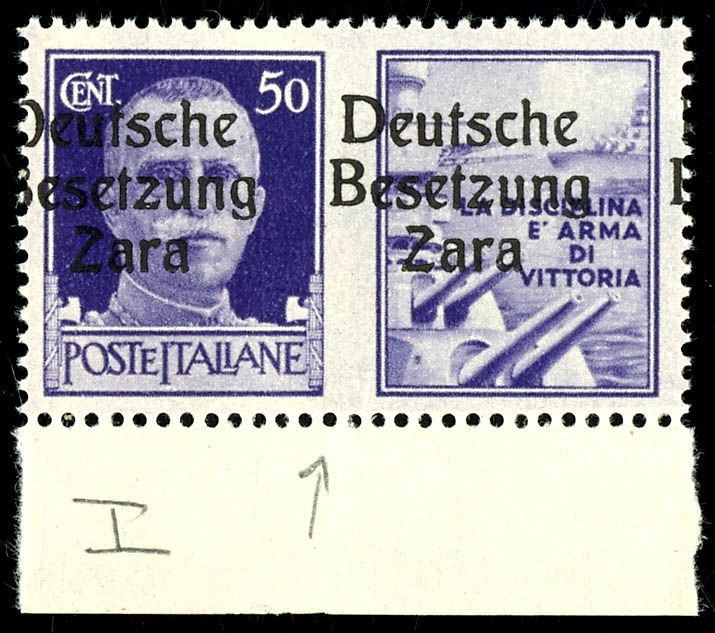 CENT. 50
Deutsche
Besetzung
Zara
POSTE ITALIANE
Deutsche
Besetzung
Zara
LA DISCIPLINA
E' ARMA
DI
VITTORIA
I